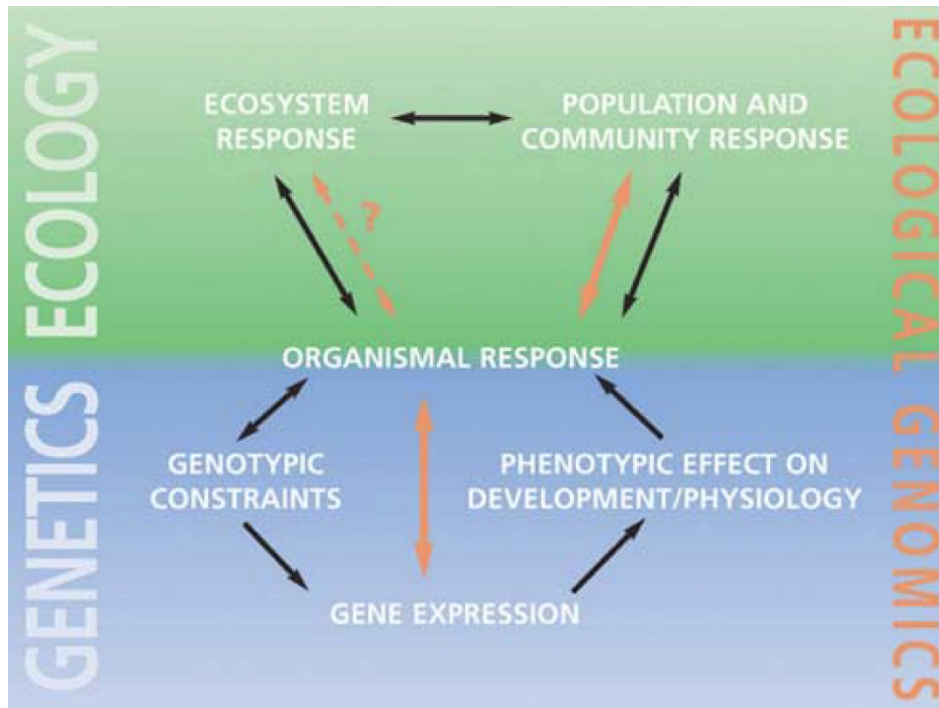 ECOLOGY
GENETICS
ECOLOGICAL GENOMICS
ECOSYSTEM
RESPONSE
POPULATION AND
COMMUNITY RESPONSE
?
ORGANISMAL RESPONSE
GENOTYPIC
CONSTRAINTS
PHENOTYPIC EFFECT ON
DEVELOPMENT/PHYSIOLOGY
GENE EXPRESSION